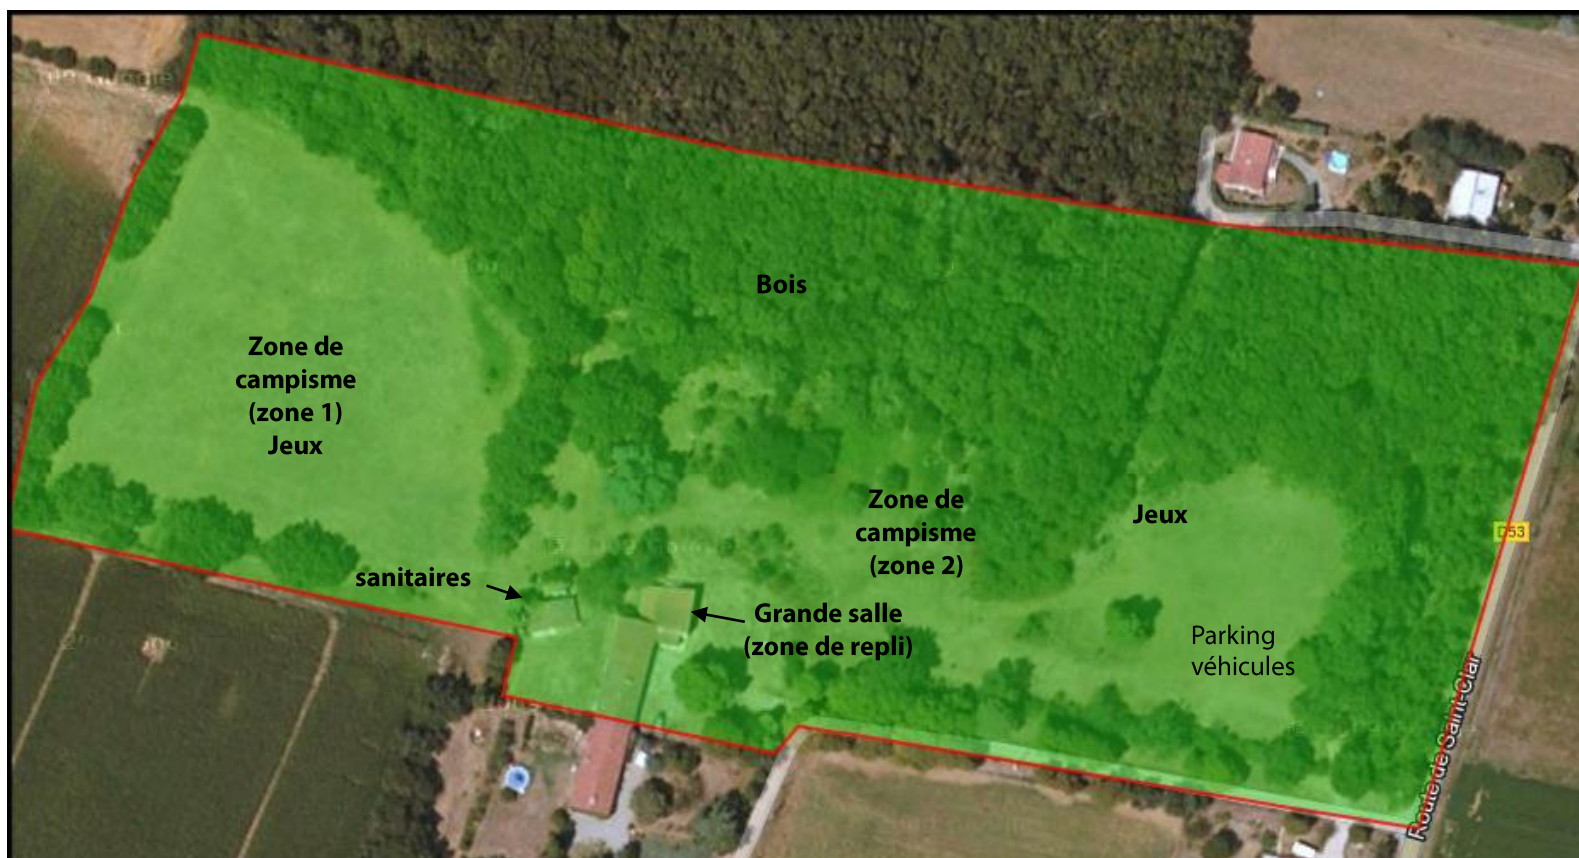 Bois
Zone de
campisme
(zone 1)
Jeux
Zone de
campisme
(zone 2)
Jeux
D53
sanitaires
Grande salle
(zone de repli)
Parking
véhicules
Route de Saint-Clair